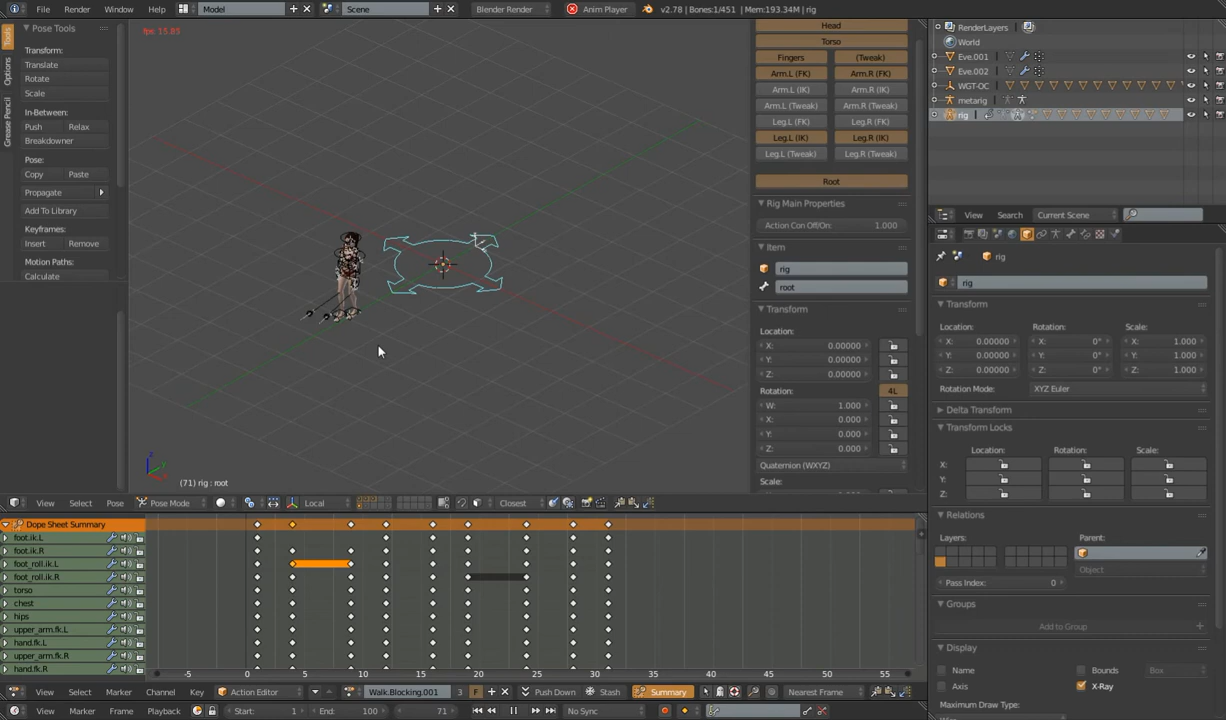 File Render Window Help Model Scene Blender Render Anim Player v2.78 | Bones:1/451 | Mem:193.34M | rig
fps: 15.85
Tools
Options
Grease Pencil
Pose Tools
Transform:
Translate
Rotate
Scale
In-Between:
Push Relax
Breakdowner
Pose:
Copy Paste
Propagate
Add To Library
Keyframes:
Insert Remove
Motion Paths:
Calculate
(71) rig : root
Head
Torso
Fingers (Tweak)
Arm.L (FK) Arm.R (FK)
Arm.L (IK) Arm.R (IK)
Arm.L (Tweak) Arm.R (Tweak)
Leg.L (FK) Leg.R (FK)
Leg.L (IK) Leg.R (IK)
Leg.L (Tweak) Leg.R (Tweak)
Root
Rig Main Properties
Action Con Off/On: 1.000
Item
rig
root
Transform
Location:
X: 0.00000
Y: 0.00000
Z: 0.00000
Rotation: 4L
W: 1.000
X: 0.000
Y: 0.000
Z: 0.000
Quaternion (WXYZ)
Scale:
RenderLayers
World
Eve.001
Eve.002
WGT-OC
metarig
rig
View Search Current Scene
rig
rig
Transform
Location: Rotation: Scale:
X: 0.00000 X: 0° X: 1.000
Y: 0.00000 Y: 0° Y: 1.000
Z: 0.00000 Z: 0° Z: 1.000
Rotation Mode: XYZ Euler
Delta Transform
Transform Locks
Location: Rotation: Scale:
X:
Y:
Z:
Relations
Layers: Parent:
Object
Pass Index: 0
Groups
Add to Group
Display
Name Bounds Box
Axis X-Ray
Maximum Draw Type:
View Select Pose Pose Mode Local Closest
Dope Sheet Summary
foot.ik.L
foot.ik.R
foot_roll.ik.L
foot_roll.ik.R
torso
chest
hips
upper_arm.fk.L
hand.fk.L
upper_arm.fk.R
hand.fk.R
-5 0 5 10 15 20 25 30 35 40 45 50 55
View Select Marker Channel Key Action Editor Walk.Blocking.001 3 F Push Down Stash Summary Nearest Frame
View Marker Frame Playback Start: 1 End: 100 71 No Sync